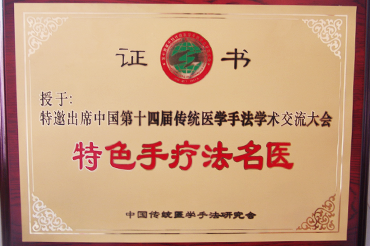 证书
授于:
特邀出席中国第十四届传统医学手法学术交流大会
特色手疗法名医
中国传统医学手法研究会